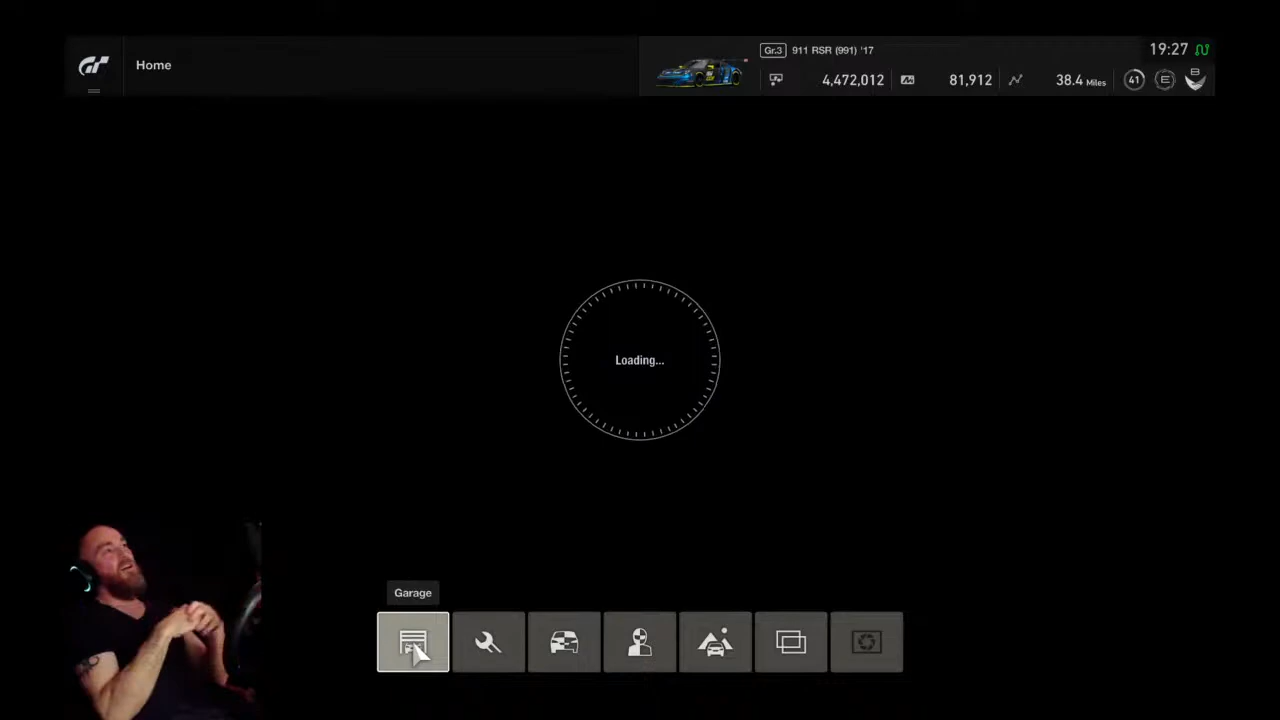 Home
Gr.3 911 RSR (991) '17
19:27
4,472,012
81,912
38.4 Miles
41
E
B
Loading...
Garage